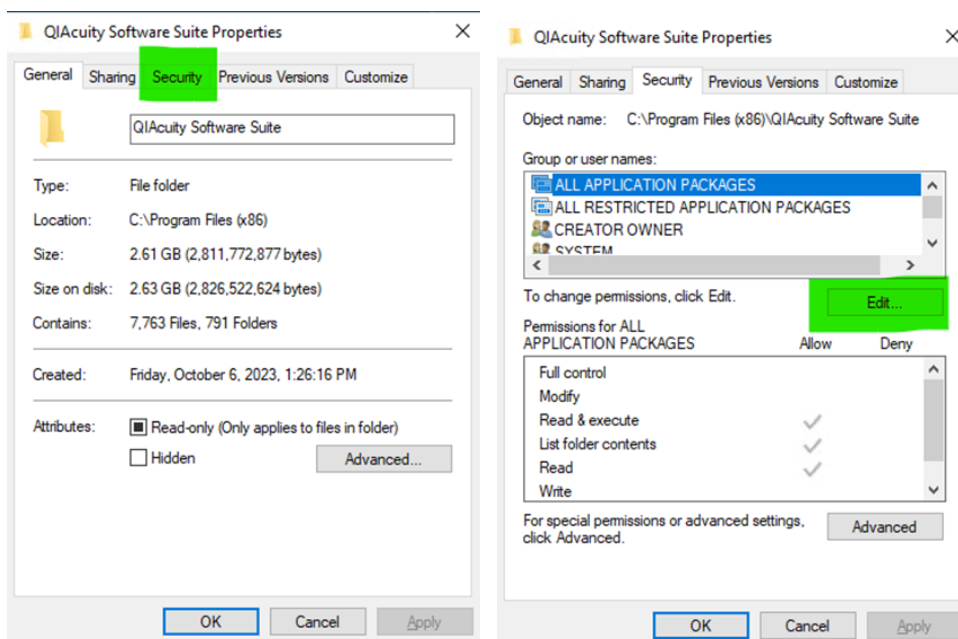 QIAcuity Software Suite Properties
General Sharing Security Previous Versions Customize
QIAcuity Software Suite
Type: File folder
Location: C:\Program Files (x86)
Size: 2.61 GB (2,811,772,877 bytes)
Size on disk: 2.63 GB (2,826,522,624 bytes)
Contains: 7,763 Files, 791 Folders
Created: Friday, October 6, 2023, 1:26:16 PM
Attributes: Read-only (Only applies to files in folder)
Hidden Advanced...
OK Cancel Apply
QIAcuity Software Suite Properties
General Sharing Security Previous Versions Customize
Object name: C:\Program Files (x86)\QIAcuity Software Suite
Group or user names:
ALL APPLICATION PACKAGES
ALL RESTRICTED APPLICATION PACKAGES
CREATOR OWNER
SYSTEM
To change permissions, click Edit. Edit...
Permissions for ALL
APPLICATION PACKAGES Allow Deny
Full control
Modify
Read & execute
List folder contents
Read
Write
For special permissions or advanced settings,
click Advanced. Advanced
OK Cancel Apply